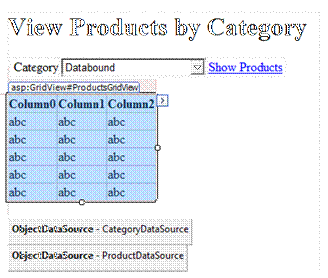 View Products by Category
Category Databound Show Products
asp:GridView#ProductsGridView
Column0 Column1 Column2
abc abc abc
abc abc abc
abc abc abc
abc abc abc
abc abc abc
ObjectDataSource - CategoryDataSource
ObjectDataSource - ProductDataSource